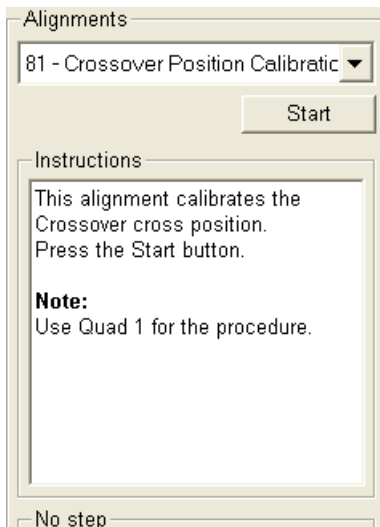 Alignments
81 - Crossover Position Calibratic
Start
Instructions
This alignment calibrates the
Crossover cross position.
Press the Start button.
Note:
Use Quad 1 for the procedure.
No step